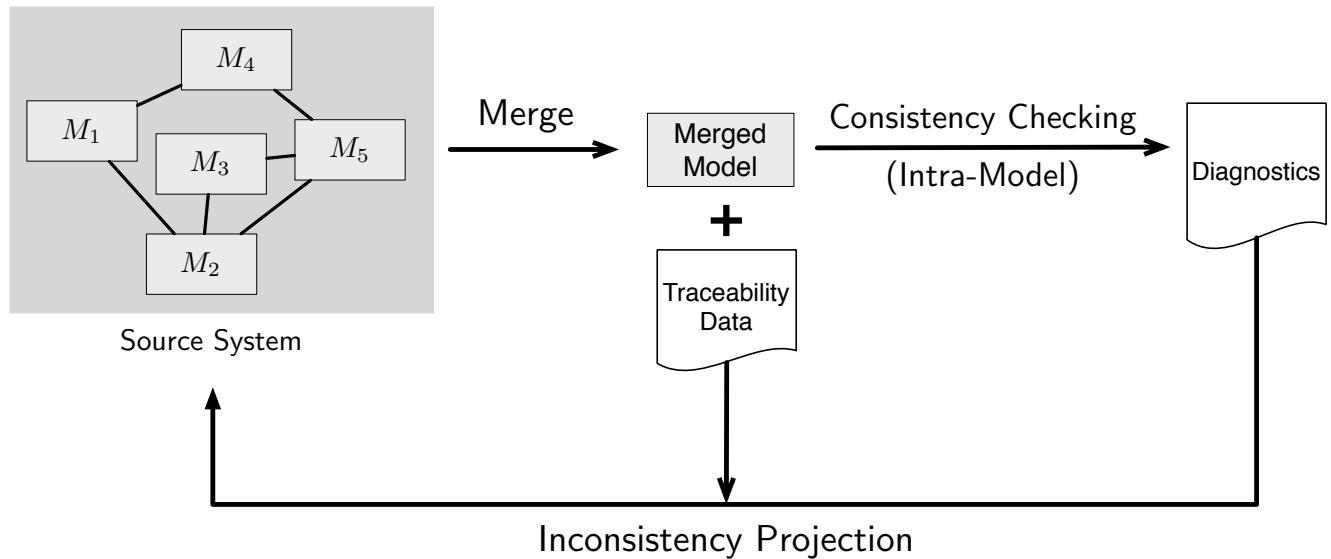 M4
M1
M3
M5
M2
Source System
Merge
Merged
Model
+
Traceability
Data
Consistency Checking
(Intra-Model)
Diagnostics
Inconsistency Projection